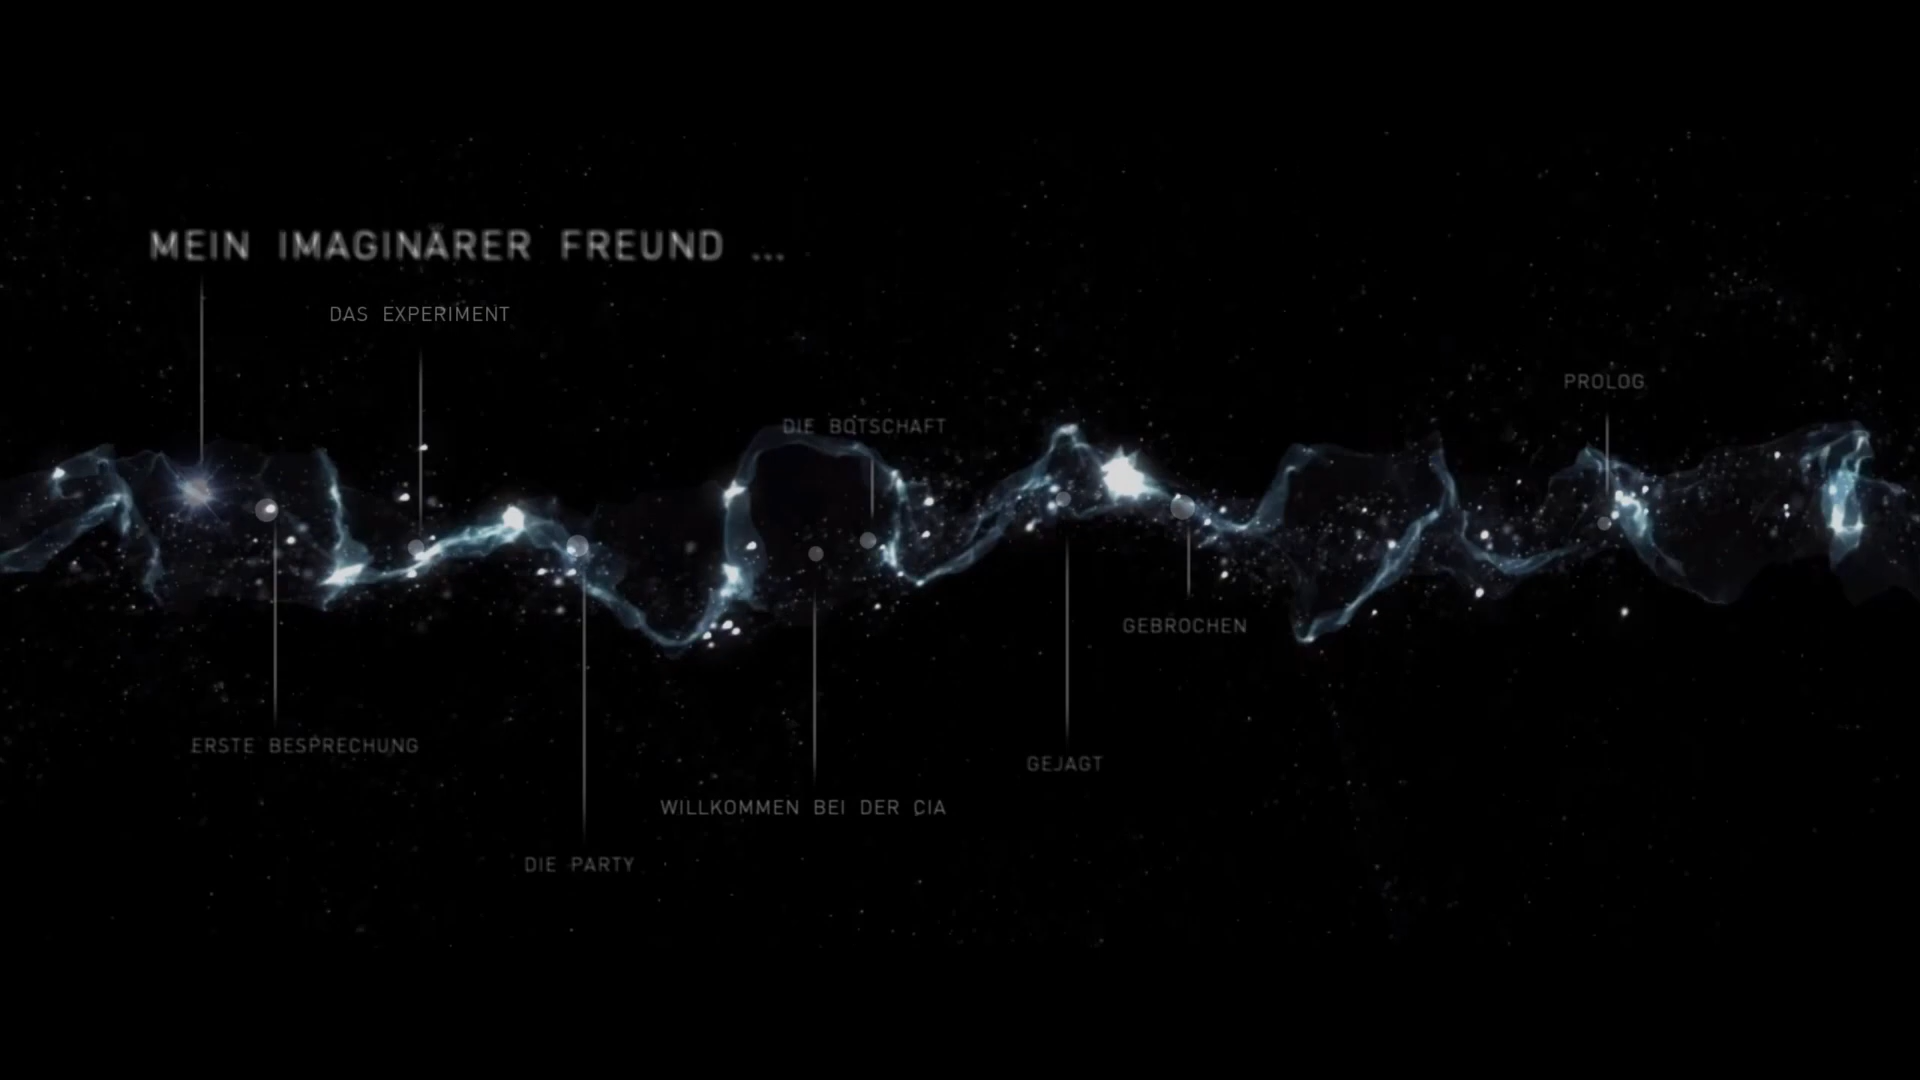 MEIN IMAGINÄRER FREUND ...
DAS EXPERIMENT
PROLOG
DIE BOTSCHAFT
GEBROCHEN
ERSTE BESPRECHUNG
GEJAGT
WILLKOMMEN BEI DER CIA
DIE PARTY